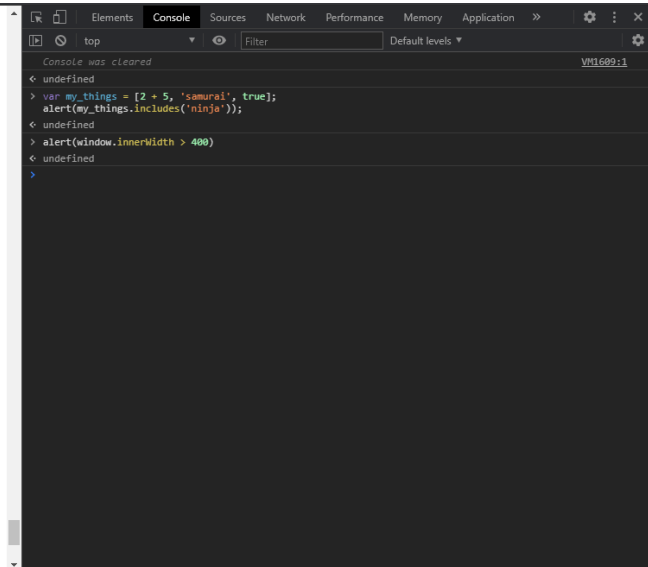 Elements Console Sources Network Performance Memory Application »
top Filter Default levels
Console was cleared VM1609:1
undefined
var my_things = [2 + 5, 'samurai', true];
alert(my_things.includes('ninja'));
undefined
alert(window.innerWidth > 400)
undefined